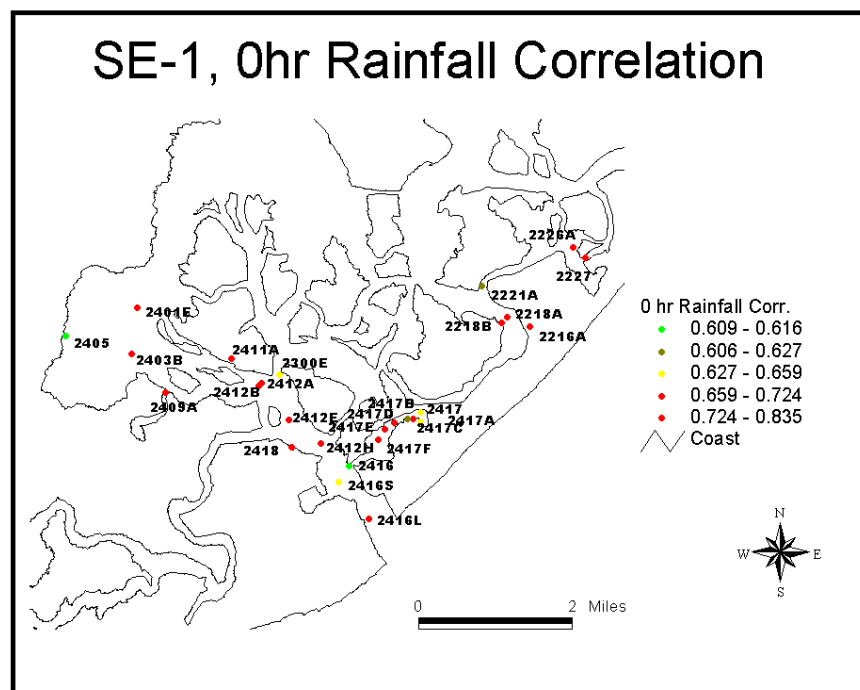 SE-1, 0hr Rainfall Correlation
2226A
2227
2221A
2218A
2218B
2216A
2401E
2405
2403B
2411A
2300E
2412A
2412B
2409A
2417B
2417
2417D
2417A
2417C
2417E
2412E
2417F
2412H
2418
2416
2416S
2416L
0 hr Rainfall Corr.
0.609 - 0.616
0.606 - 0.627
0.627 - 0.659
0.659 - 0.724
0.724 - 0.835
Coast
N
W E
S
0 2 Miles